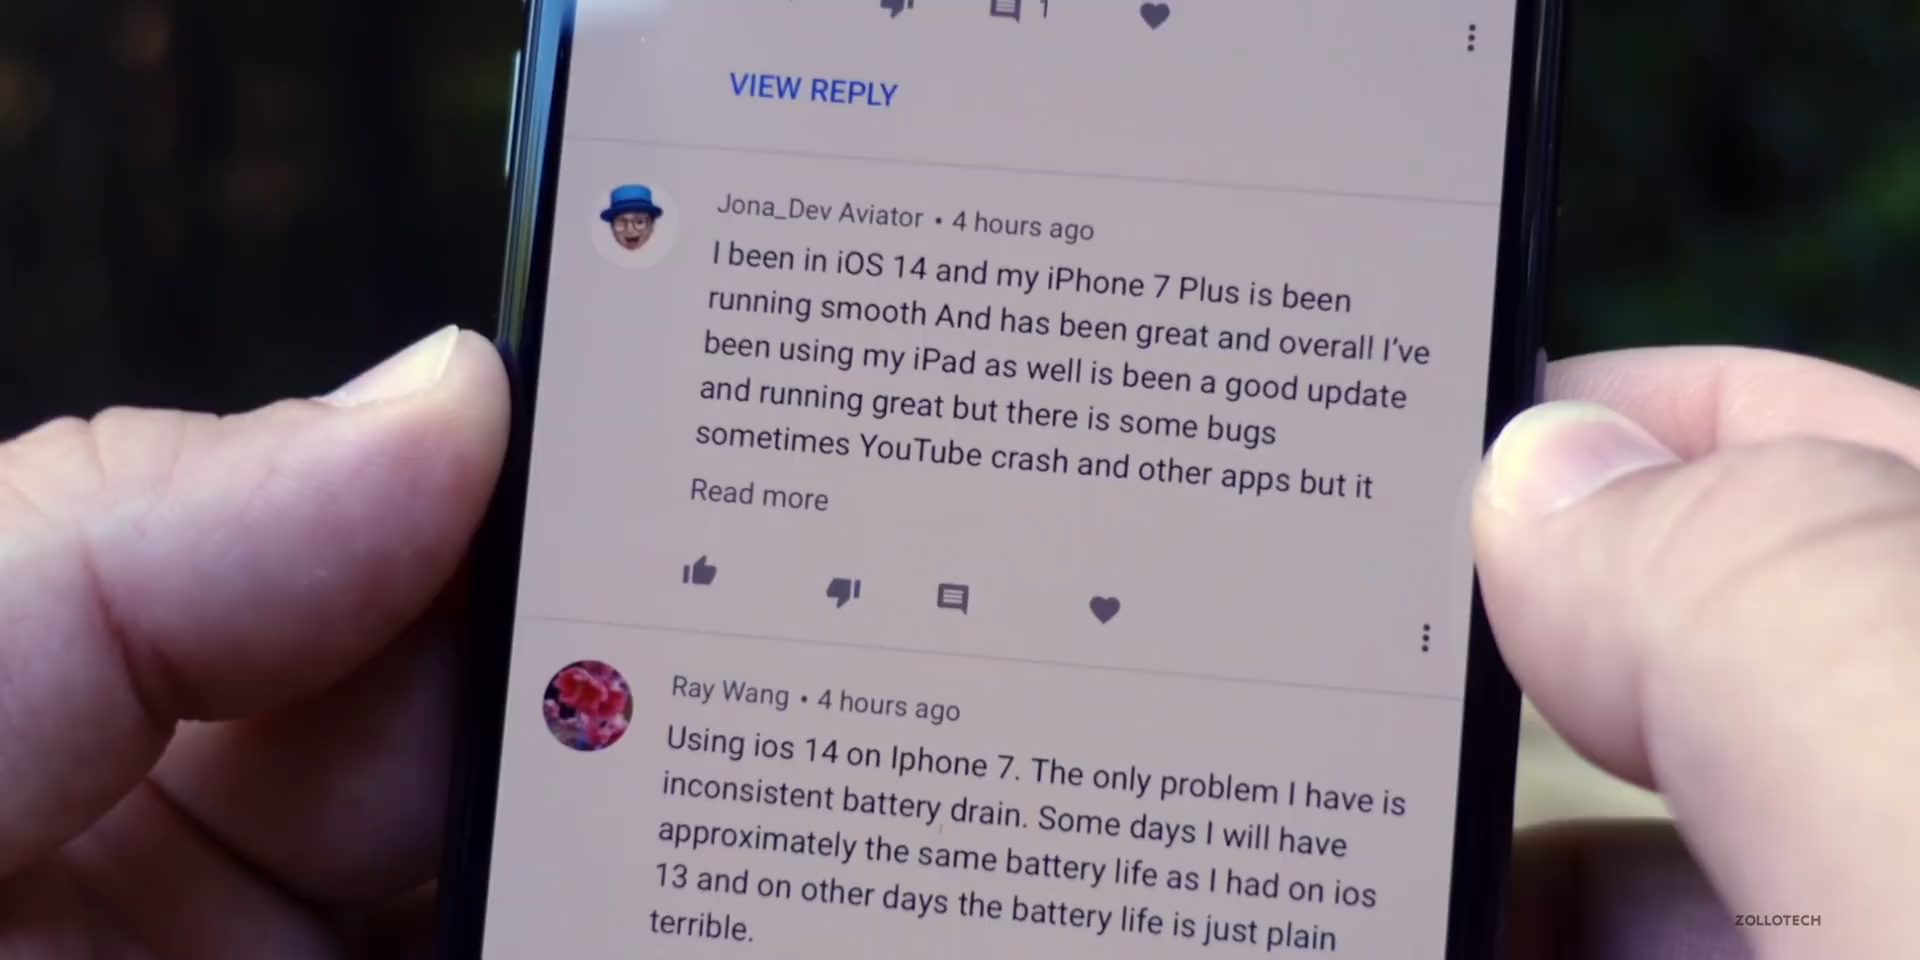 1
VIEW REPLY
Jona_Dev Aviator • 4 hours ago
I been in iOS 14 and my iPhone 7 Plus is been
running smooth And has been great and overall I've
been using my iPad as well is been a good update
and running great but there is some bugs
sometimes YouTube crash and other apps but it
Read more
Ray Wang • 4 hours ago
Using ios 14 on Iphone 7. The only problem I have is
inconsistent battery drain. Some days I will have
approximately the same battery life as I had on ios
13 and on other days the battery life is just plain
terrible.
ZOLLOTECH